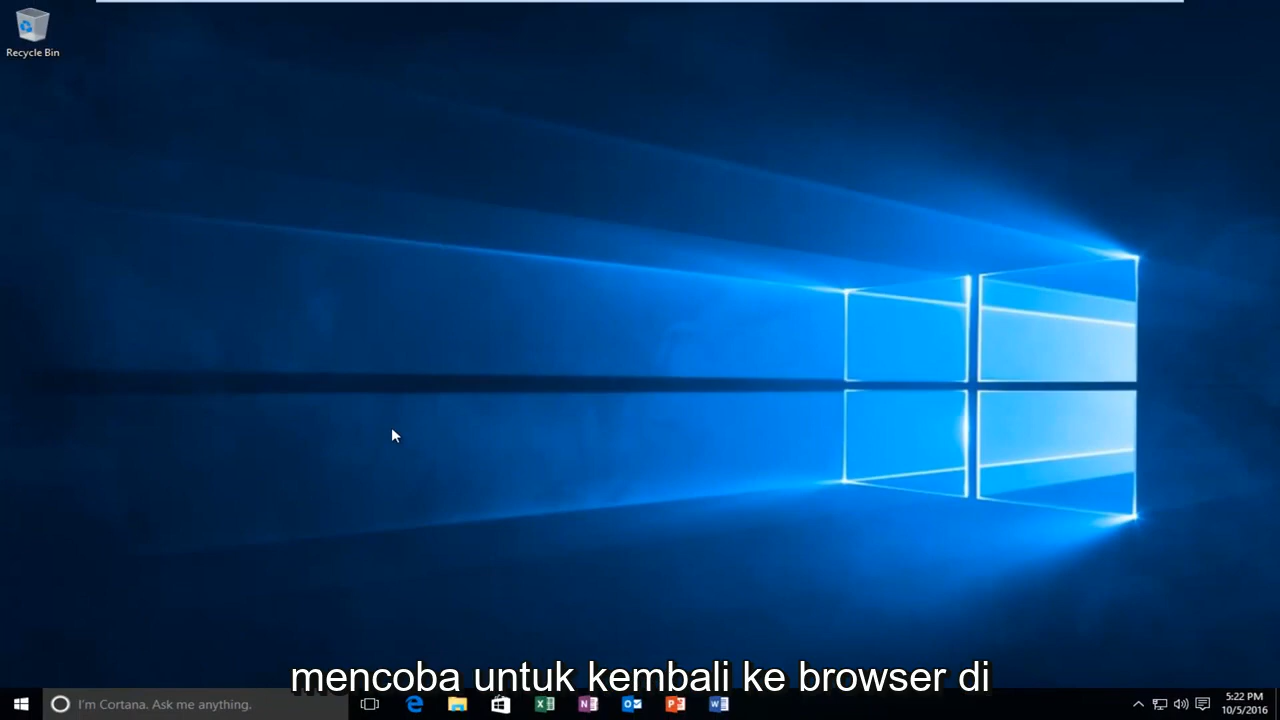 Recycle Bin
mencoba untuk kembali ke browser di
I'm Cortana. Ask me anything.
5:22 PM
10/5/2016